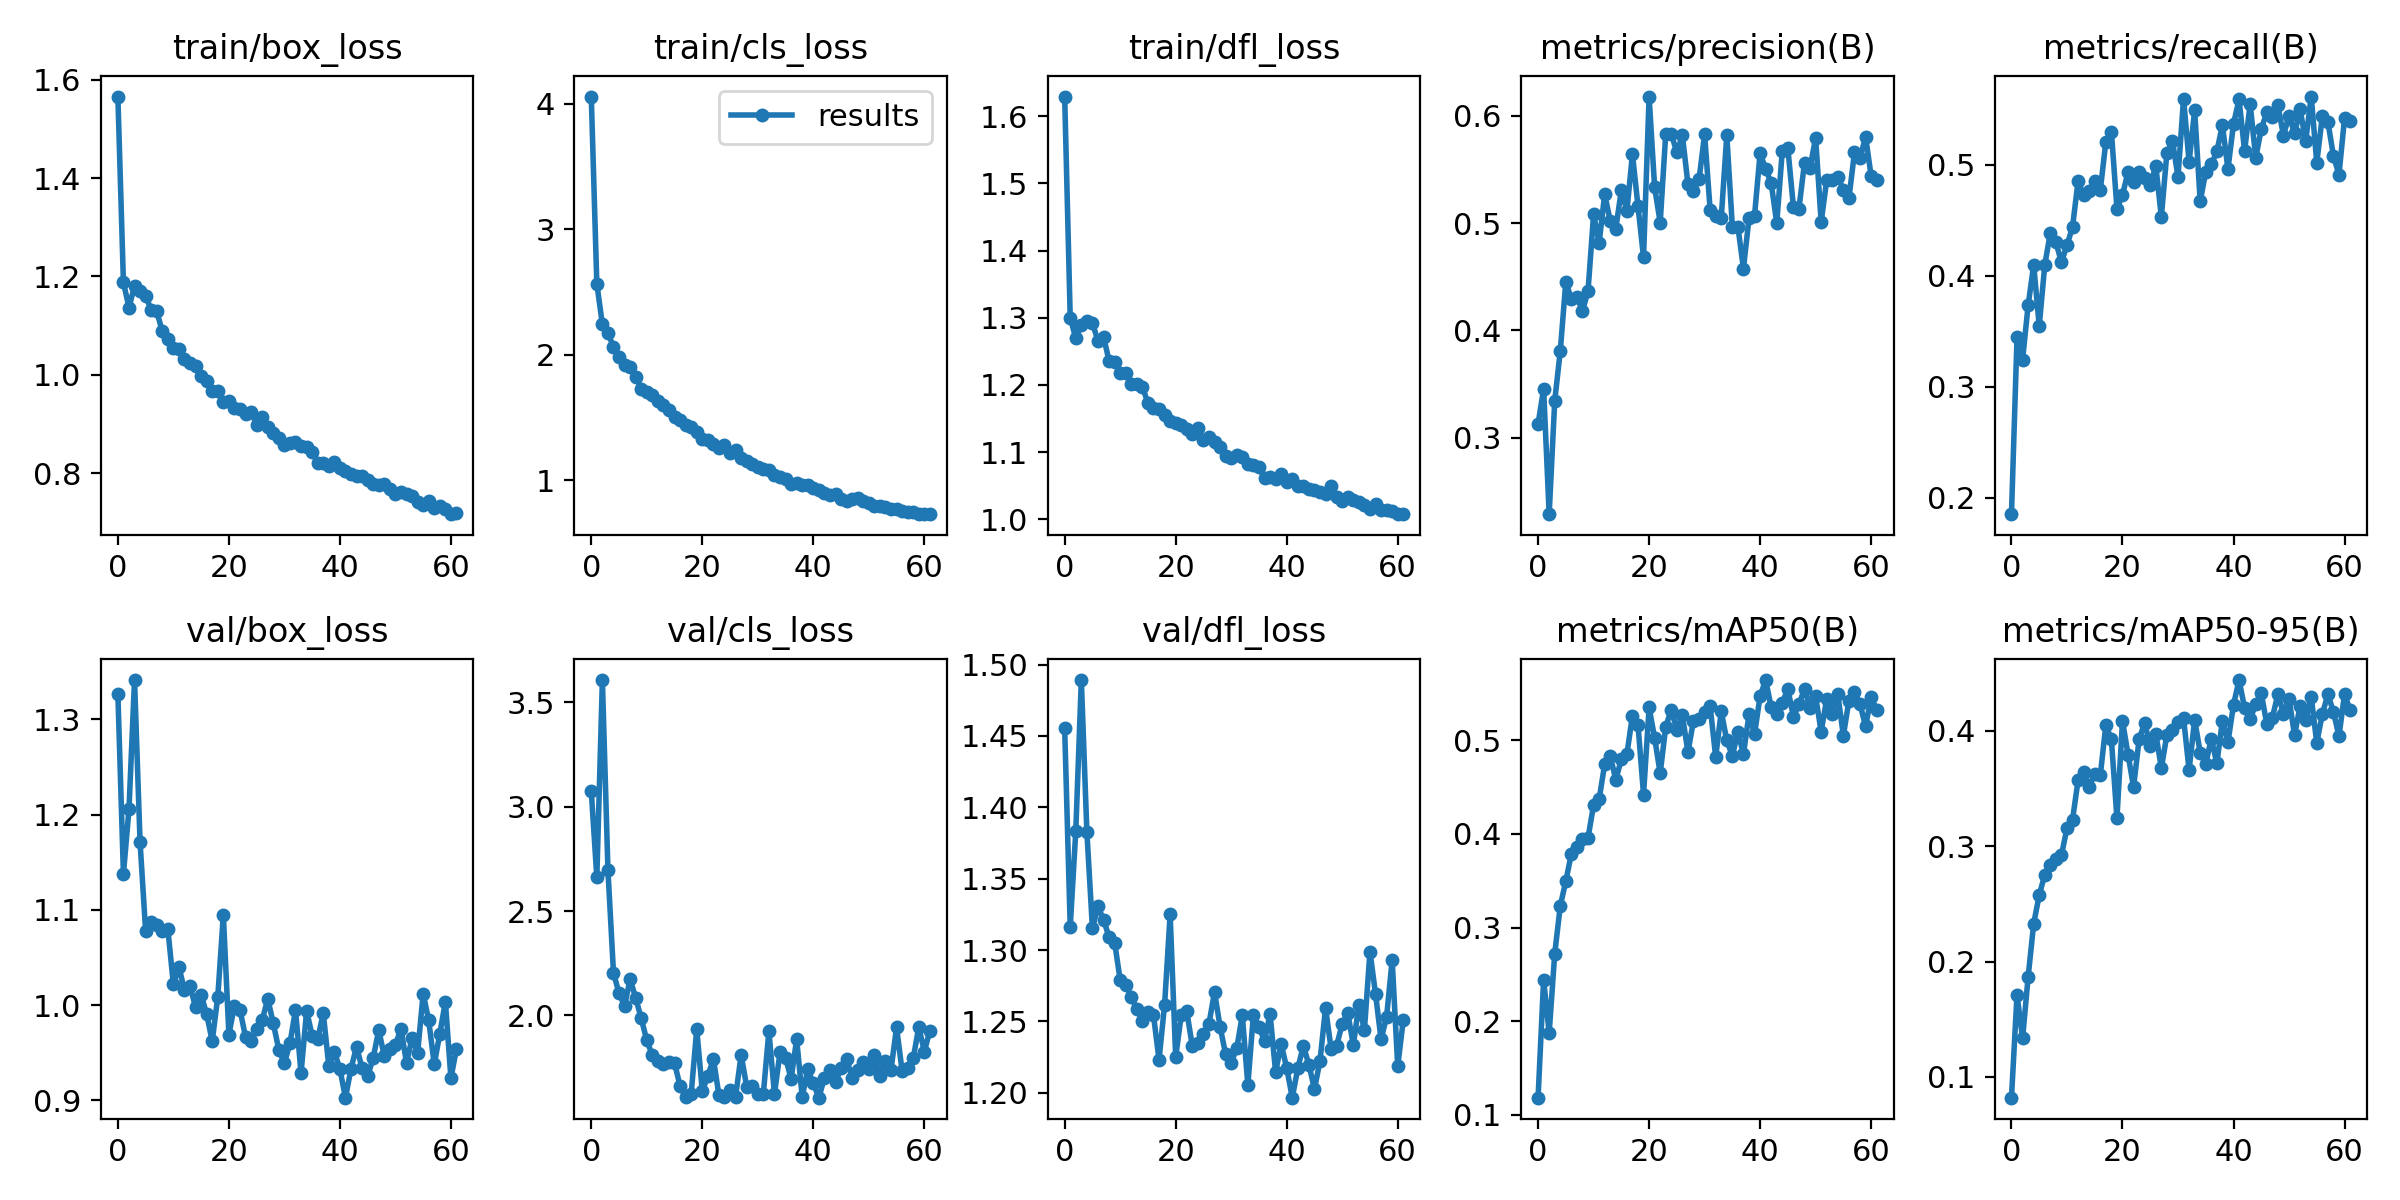 train/box_loss
1.6
1.4
1.2
1.0
0.8
0 20 40 60
train/cls_loss
results
4
3
2
1
0 20 40 60
train/dfl_loss
1.6
1.5
1.4
1.3
1.2
1.1
1.0
0 20 40 60
metrics/precision(B)
0.6
0.5
0.4
0.3
0 20 40 60
metrics/recall(B)
0.5
0.4
0.3
0.2
0 20 40 60
val/box_loss
1.3
1.2
1.1
1.0
0.9
0 20 40 60
val/cls_loss
3.5
3.0
2.5
2.0
0 20 40 60
val/dfl_loss
1.50
1.45
1.40
1.35
1.30
1.25
1.20
0 20 40 60
metrics/mAP50(B)
0.5
0.4
0.3
0.2
0.1
0 20 40 60
metrics/mAP50-95(B)
0.4
0.3
0.2
0.1
0 20 40 60